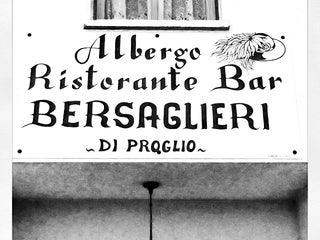 Albergo
Ristorante Bar
BERSAGLIERI
~DI PROGLIO~